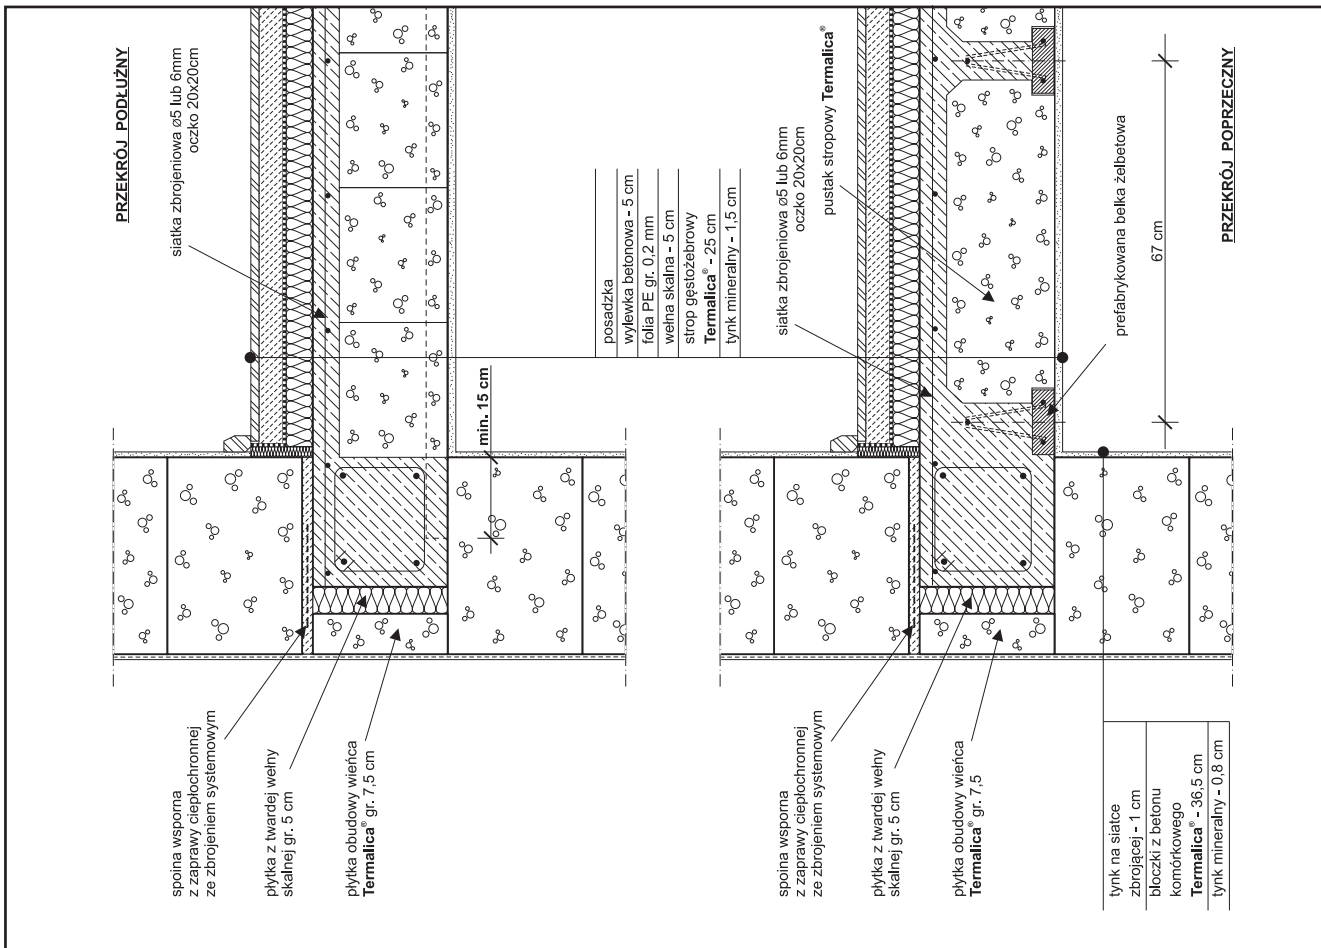 PRZEKRÓJ PODŁUŻNY
siatka zbrojeniowa ø5 lub 6mm
oczko 20x20cm
min. 15 cm
spoina wsporna
z zaprawy ciepłochronnej
ze zbrojeniem systemowym
płytka z twardej wełny
skalnej gr. 5 cm
płytka obudowy wieńca
Termalica® gr. 7,5 cm
posadzka
wylewka betonowa - 5 cm
folia PE gr. 0,2 mm
wełna skalna - 5 cm
strop gęstożebrowy
Termalica® - 25 cm
tynk mineralny - 1,5 cm
siatka zbrojeniowa ø5 lub 6mm
oczko 20x20cm
pustak stropowy Termalica®
prefabrykowana belka żelbetowa
67 cm
PRZEKRÓJ POPRZECZNY
spoina wsporna
z zaprawy ciepłochronnej
ze zbrojeniem systemowym
płytka z twardej wełny
skalnej gr. 5 cm
płytka obudowy wieńca
Termalica® gr. 7,5
tynk na siatce
zbrojącej - 1 cm
bloczki z betonu
komórkowego
Termalica® - 36,5 cm
tynk mineralny - 0,8 cm